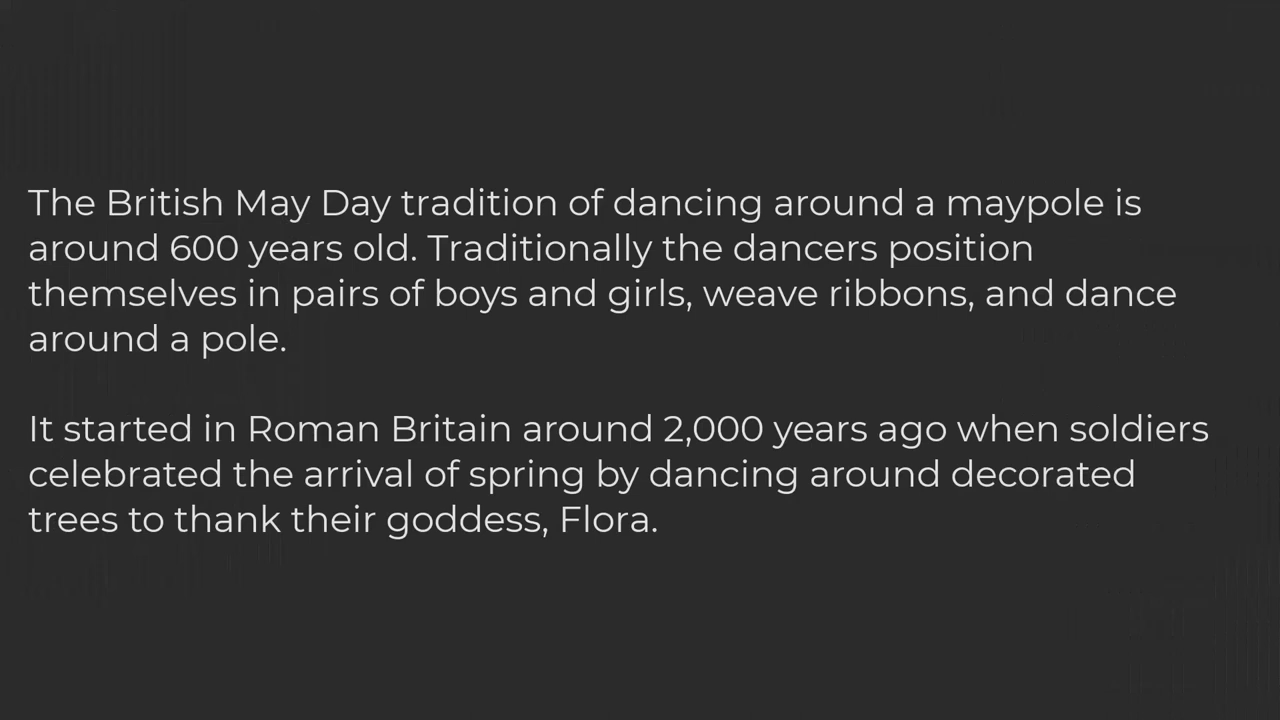 The British May Day tradition of dancing around a maypole is
around 600 years old. Traditionally the dancers position
themselves in pairs of boys and girls, weave ribbons, and dance
around a pole.
It started in Roman Britain around 2,000 years ago when soldiers
celebrated the arrival of spring by dancing around decorated
trees to thank their goddess, Flora.